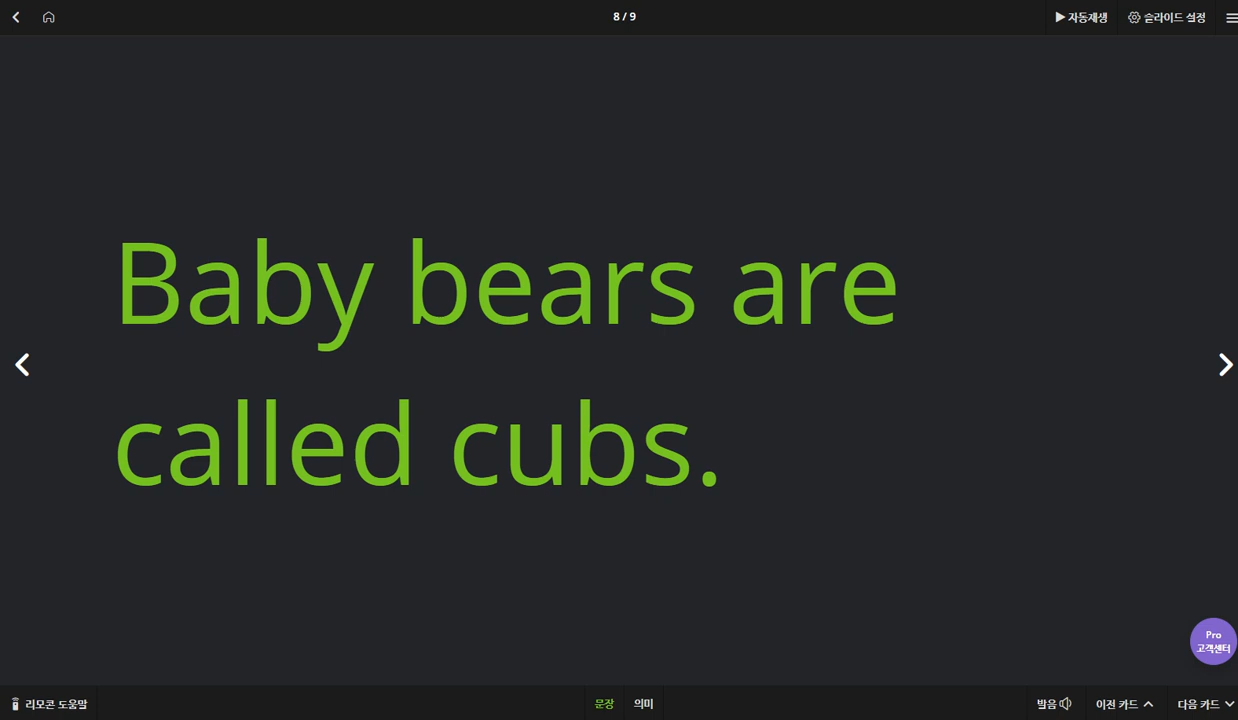 8 / 9
자동재생
슬라이드 설정
Baby bears are
called cubs.
Pro
고객센터
리모콘 도움말
문장
의미
발음
이전 카드
다음 카드